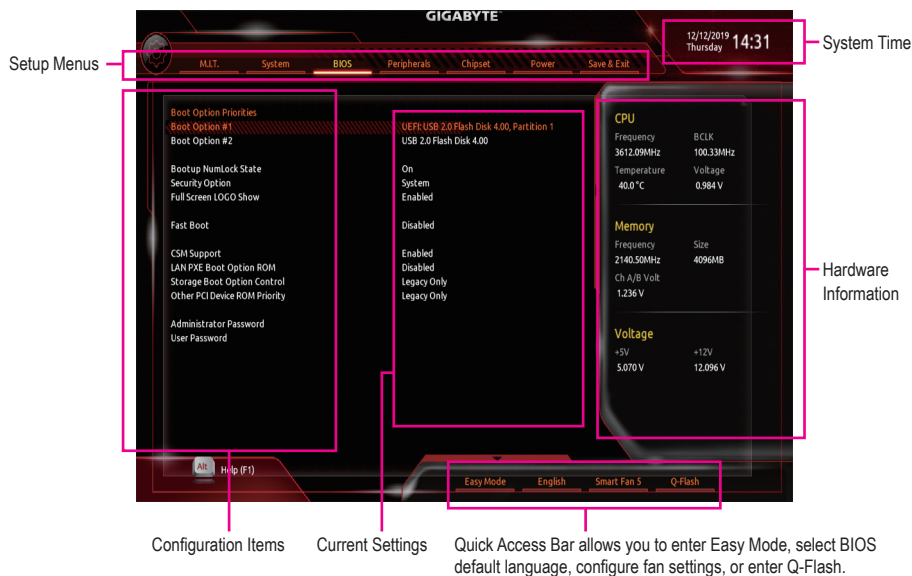 GIGABYTE™
12/12/2019
Thursday 14:31
System Time
Setup Menus
M.I.T. System BIOS Peripherals Chipset Power Save & Exit
Boot Option Priorities
Boot Option #1 UEFI: USB 2.0 Flash Disk 4.00, Partition 1
Boot Option #2 USB 2.0 Flash Disk 4.00
Bootup NumLock State On
Security Option System
Full Screen LOGO Show Enabled
Fast Boot Disabled
CSM Support Enabled
LAN PXE Boot Option ROM Disabled
Storage Boot Option Control Legacy Only
Other PCI Device ROM Priority Legacy Only
Administrator Password
User Password
CPU
Frequency BCLK
3612.09MHz 100.33MHz
Temperature Voltage
40.0 °C 0.984 V
Memory
Frequency Size
2140.50MHz 4096MB
Ch A/B Volt
1.236 V
Voltage
+5V +12V
5.070 V 12.096 V
Hardware
Information
Alt Help (F1)
Easy Mode English Smart Fan 5 Q-Flash
Configuration Items
Current Settings
Quick Access Bar allows you to enter Easy Mode, select BIOS
default language, configure fan settings, or enter Q-Flash.